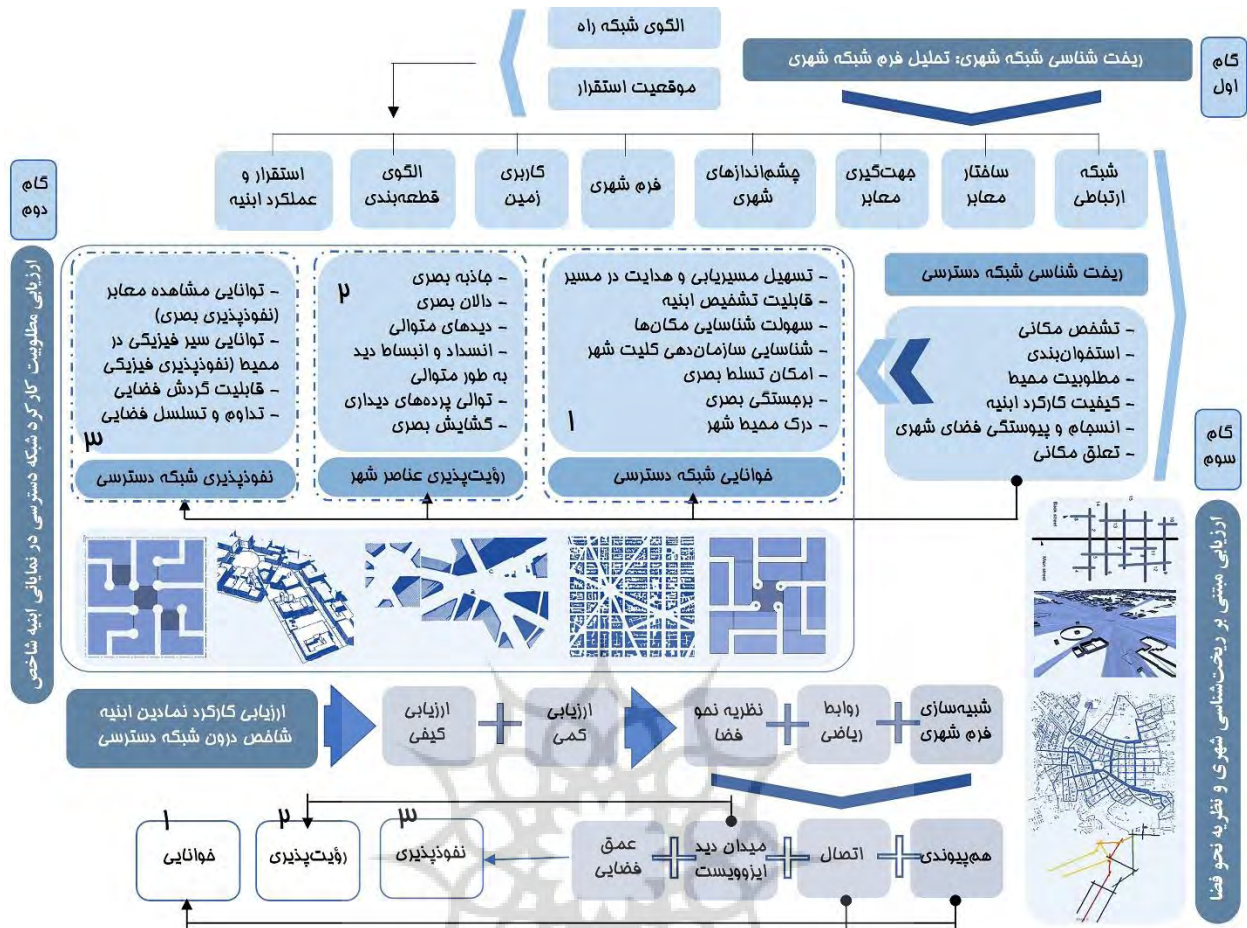 گام
اول
ریخت شناسی شبکه شهری: تحلیل فرم شبکه شهری
الگوی شبکه راه
موقعیت استقرار
شبکه
ارتباطی
ساختار
معابر
جهت‌گیری
معابر
چشم‌اندازهای
شهری
فرم شهری
کاربری
زمین
الگوی
قطعه‌بندی
استقرار و
عملکرد ابنیه
گام
دوم
ارزیابی مطلوبیت کارکرد شبکه دسترسی در نمایانی ابنیه شاخص
ریخت شناسی شبکه دسترسی
- تشخص مکانی
- استخوان‌بندی
- مطلوبیت محیط
- کیفیت کارکرد ابنیه
- انسجام و پیوستگی فضای شهری
- تعلق مکانی
- تسهیل مسیریابی و هدایت در مسیر
- قابلیت تشخیص ابنیه
- سهولت شناسایی مکان‌ها
- شناسایی سازمان‌دهی کلیت شهر
- امکان تسلط بصری
- برجستگی بصری
- درک محیط شهر
۱
خوانایی شبکه دسترسی
- جاذبه بصری
- دالان بصری
- دیدهای متوالی
- انسداد و انبساط دید
به طور متوالی
- توالی پرده‌های دیداری
- گشایش بصری
۲
رؤیت‌پذیری عناصر شهر
- توانایی مشاهده معابر
(نفوذپذیری بصری)
- توانایی سیر فیزیکی در
محیط (نفوذپذیری فیزیکی
- قابلیت گردش فضایی
- تداوم و تسلسل فضایی
۳
نفوذپذیری شبکه دسترسی
گام
سوم
ارزیابی مبتنی بر ریخت‌شناسی شهری و نظریه نحو فضا
Back street
Main street
شبیه‌سازی
فرم شهری
روابط
ریاضی
نظریه نحو
فضا
ارزیابی
کمی
ارزیابی
کیفی
ارزیابی کارکرد نمادین ابنیه
شاخص درون شبکه دسترسی
هم‌پیوندی
اتصال
میدان دید
ایزوویست
عمق
فضایی
۳
نفوذپذیری
۲
رؤیت‌پذیری
۱
خوانایی